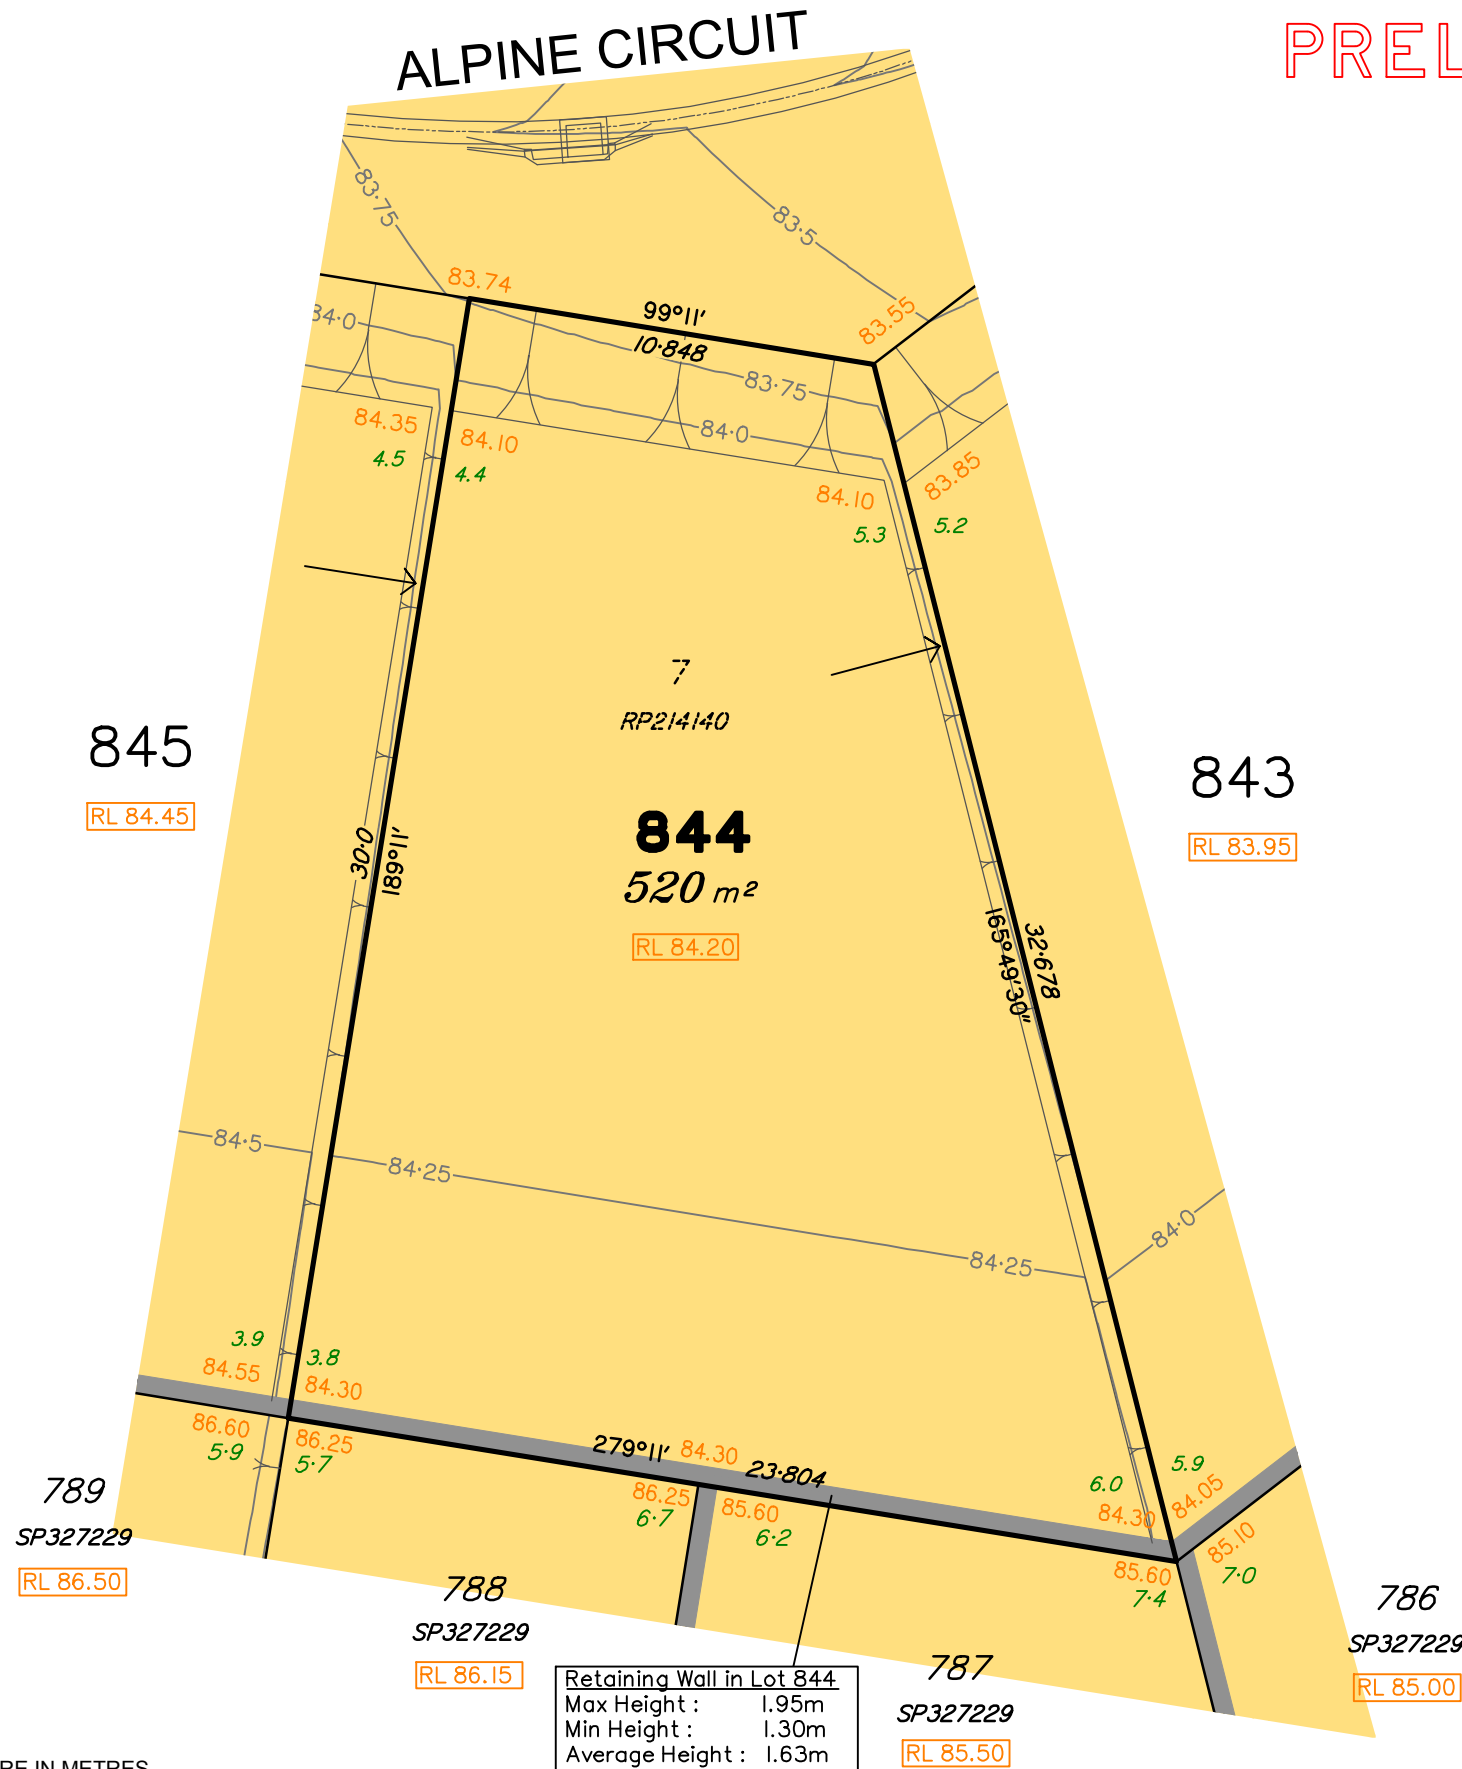 ALPINE CIRCUIT
PREL
83·75
83·5
83.74
99°11'
10·848
83.55
84·0
83·75
84·0
84.35
84.10
4.5
4.4
84.10
83.85
5.3
5.2
7
RP214140
845
RL 84.45
843
RL 83.95
844
520 m²
RL 84.20
30·0
189°11'
32·678
165°49'30"
84·5
84·25
84·25
84·0
3.9
3.8
84.55
84.30
86.60
86.25
5·9
5·7
279°11'
84.30
23·804
86.25
85.60
6·7
6·2
6.0
5.9
84.30
84.05
85.60
85.10
7·4
7·0
789
SP327229
RL 86.50
788
SP327229
RL 86.15
787
SP327229
RL 85.50
786
SP327229
RL 85.00
Retaining Wall in Lot 844
Max Height : 1.95m
Min Height : 1.30m
Average Height : 1.63m
RE IN METRES